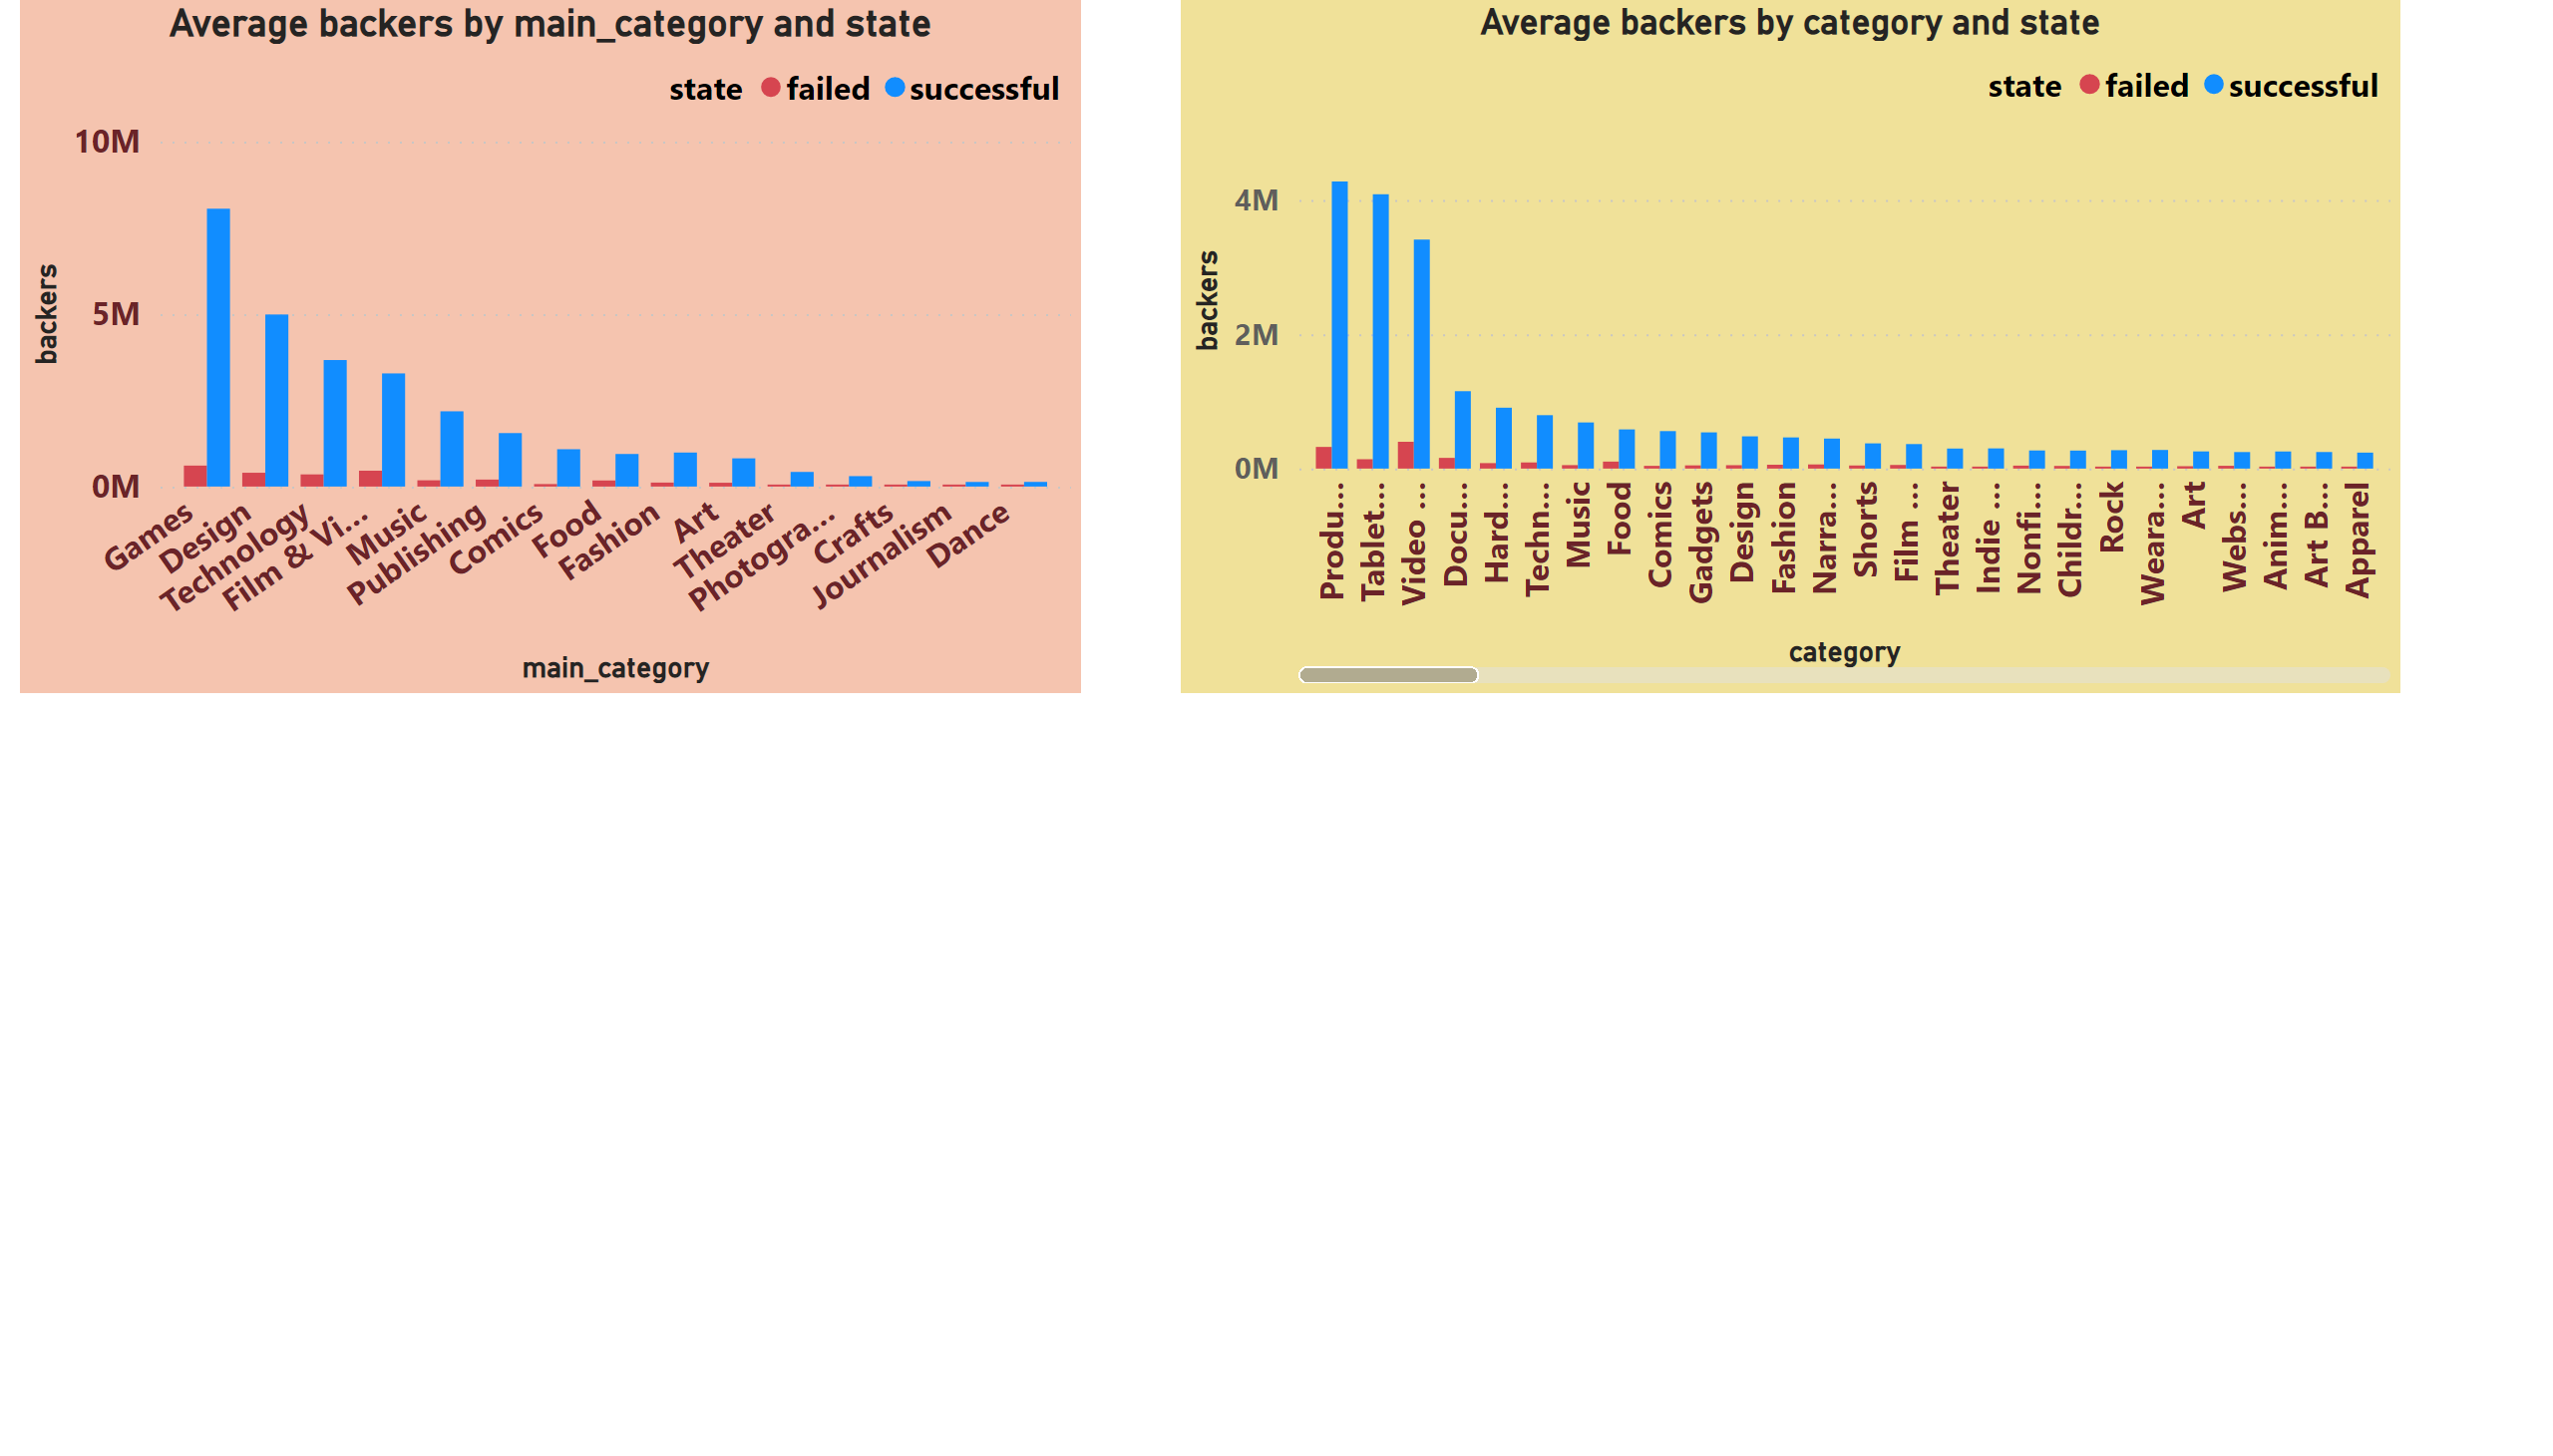 Average backers by main_category and state
state failed successful
10M
5M
0M
backers
Games
Design
Technology
Film & Vi...
Music
Publishing
Comics
Food
Fashion
Art
Theater
Photogra...
Crafts
Journalism
Dance
main_category
Average backers by category and state
state failed successful
4M
2M
0M
backers
Produ...
Tablet...
Video ...
Docu...
Hard...
Techn...
Music
Food
Comics
Gadgets
Design
Fashion
Narra...
Shorts
Film ...
Theater
Indie ...
Nonfi...
Childr...
Rock
Weara...
Art
Webs...
Anim...
Art B...
Apparel
category